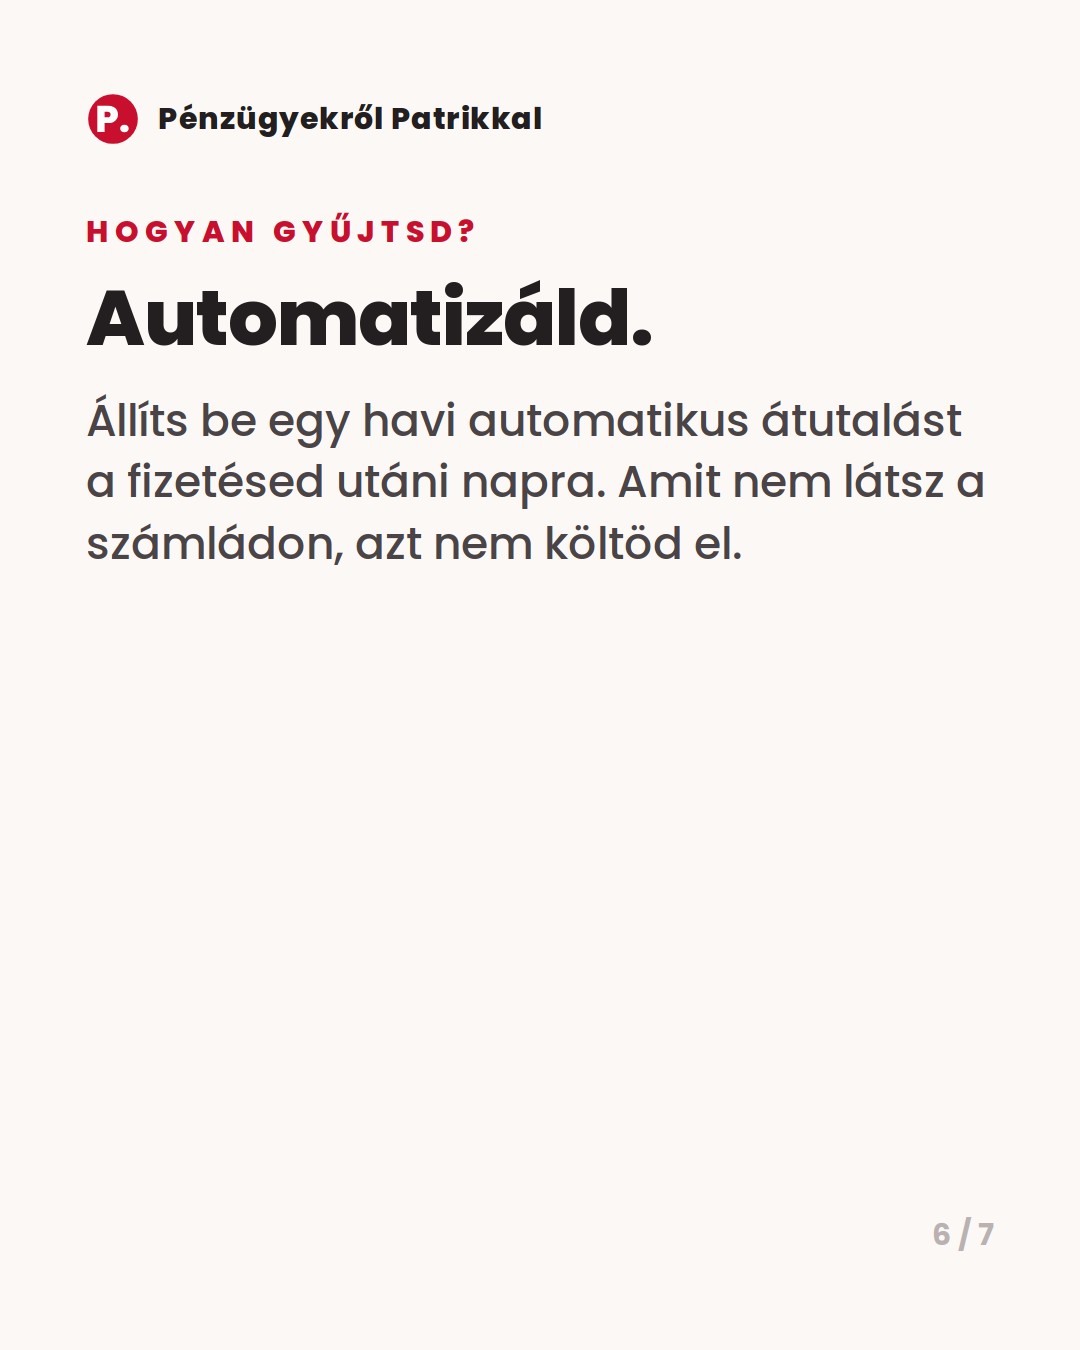 P.
Pénzügyekről Patrikkal
HOGYAN GYŰJTSD?
Automatizáld.
Állíts be egy havi automatikus átutalást
a fizetésed utáni napra. Amit nem látsz a
számládon, azt nem költöd el.
6 / 7